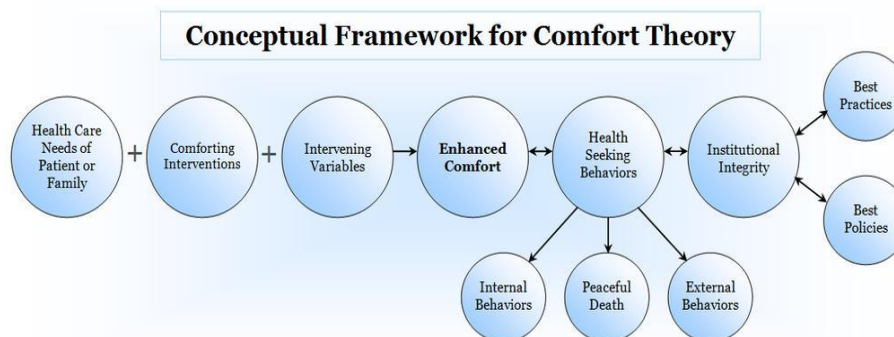 Conceptual Framework for Comfort Theory
Health Care
Needs of
Patient or
Family
+
Comforting
Interventions
+
Intervening
Variables
Enhanced
Comfort
Health
Seeking
Behaviors
Institutional
Integrity
Best
Practices
Best
Policies
Internal
Behaviors
Peaceful
Death
External
Behaviors